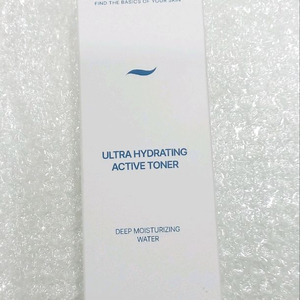 FIND THE BASICS OF YOUR SKIN
ULTRA HYDRATING
ACTIVE TONER
DEEP MOISTURIZING
WATER